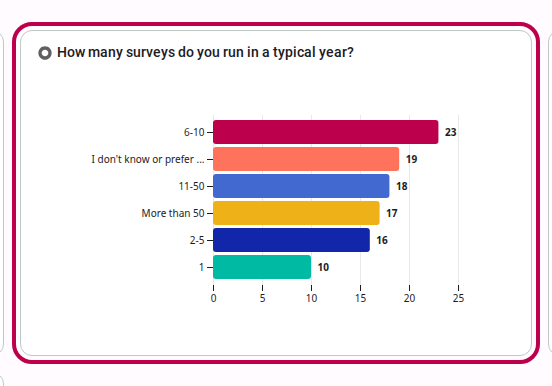 How many surveys do you run in a typical year?
6-10 23
I don't know or prefer ... 19
11-50 18
More than 50 17
2-5 16
1 10
0 5 10 15 20 25